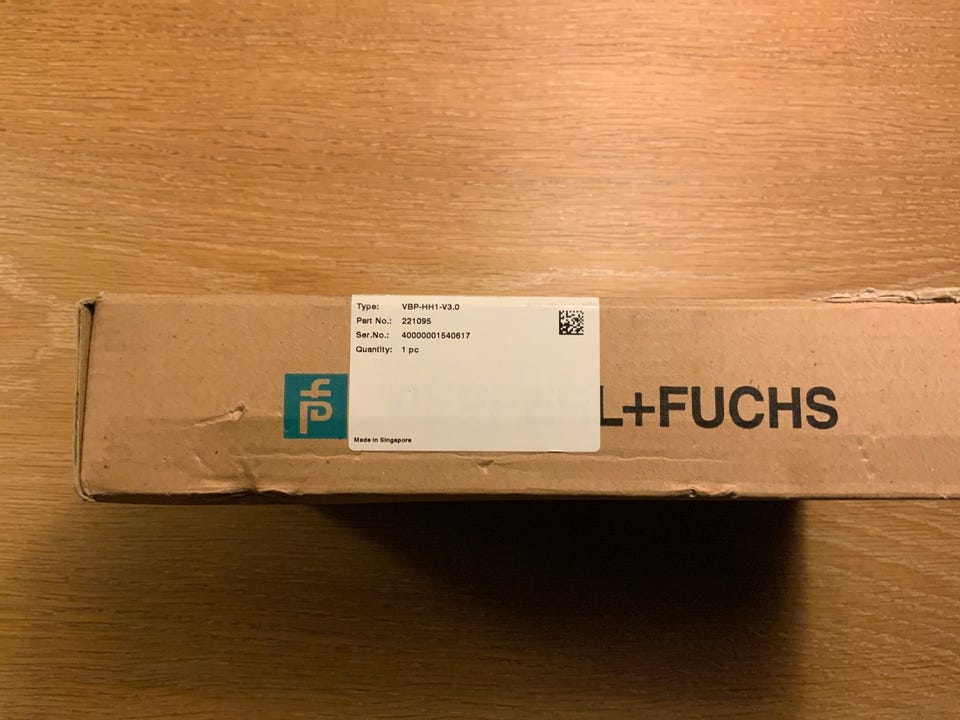 Type: VBP-HH1-V3.0
Part No.: 221095
Ser.No.: 40000001540617
Quantity: 1 pc
L+FUCHS
Made in Singapore